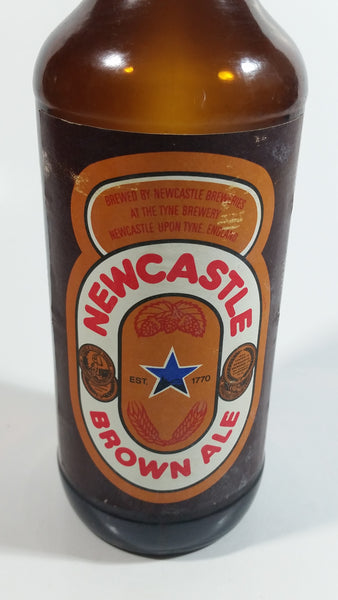 BREWED BY NEWCASTLE BREWERIES
AT THE TYNE BREWERY,
NEWCASTLE UPON TYNE, ENGLAND
NEWCASTLE
EST. 1770
BROWN ALE